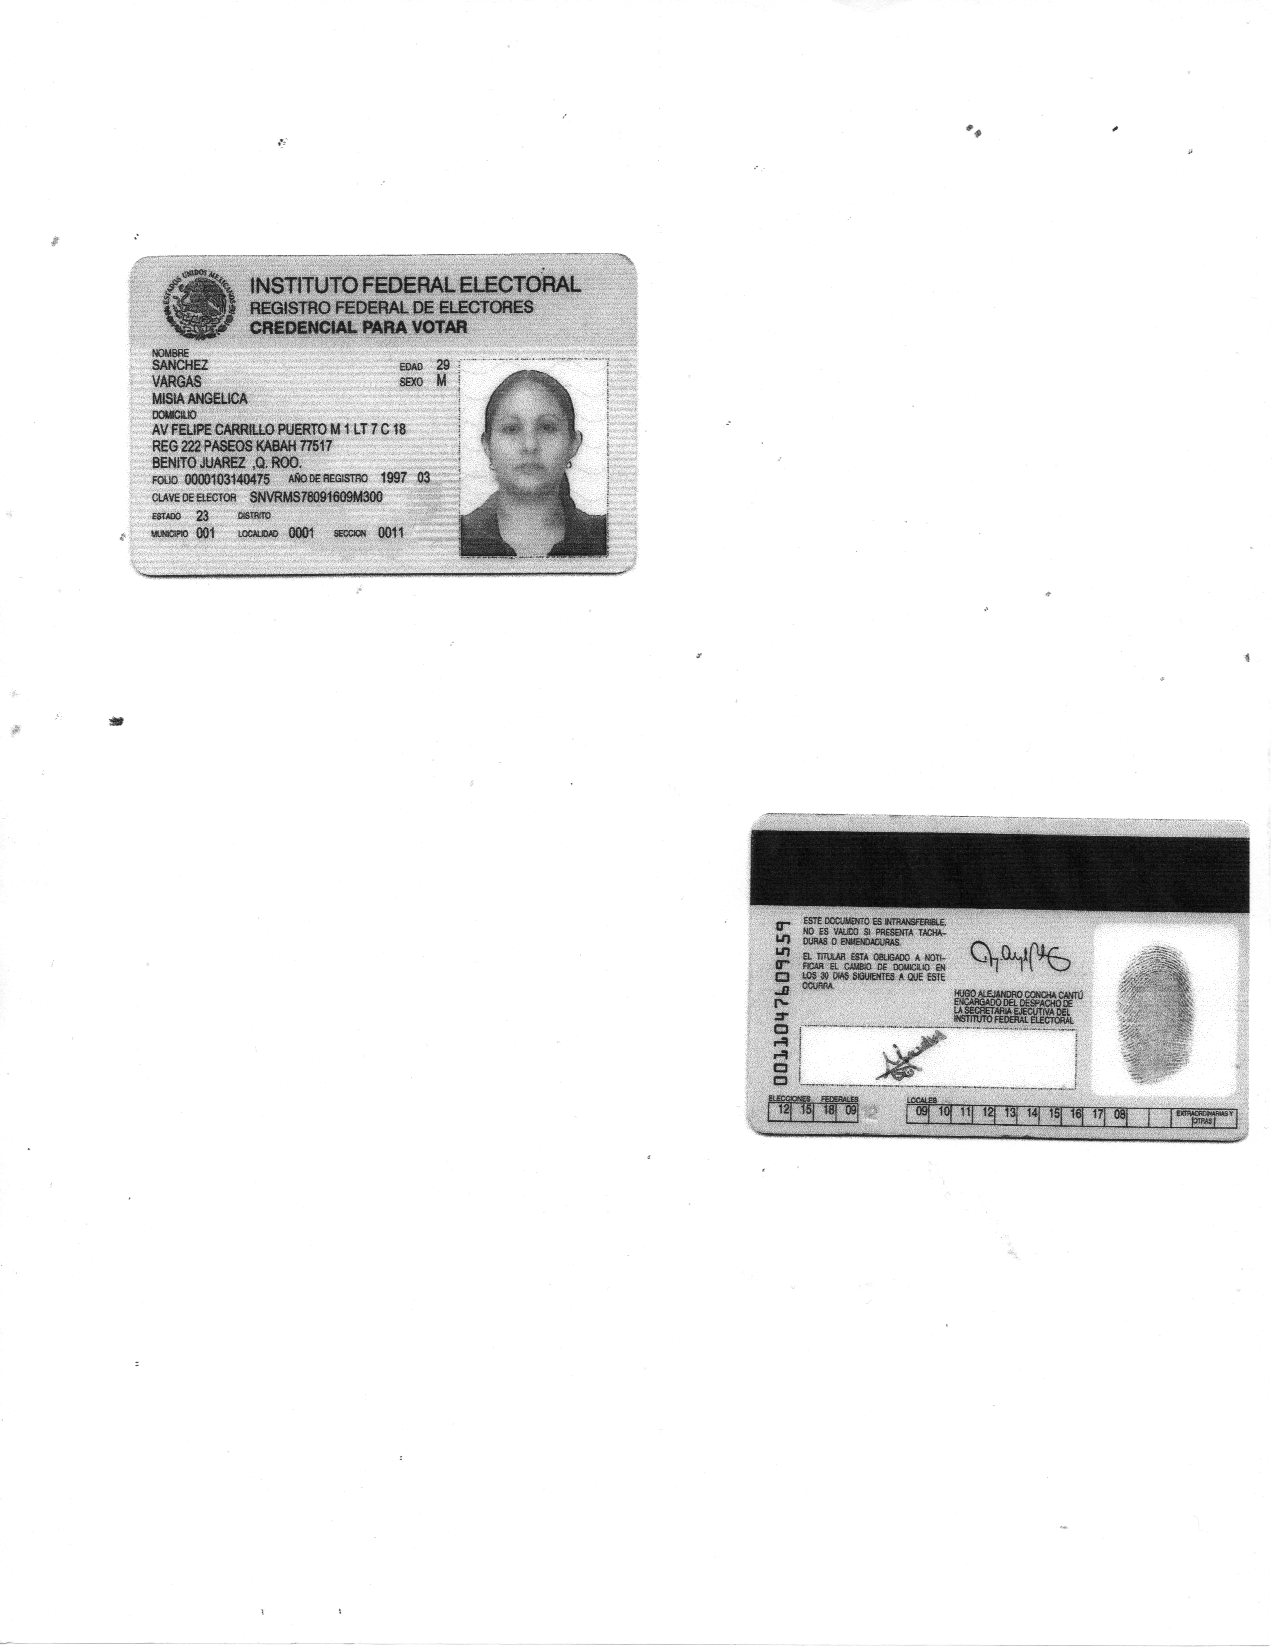 ESTADOS UNIDOS MEXICANOS
INSTITUTO FEDERAL ELECTORAL
REGISTRO FEDERAL DE ELECTORES
CREDENCIAL PARA VOTAR
NOMBRE
SANCHEZ
EDAD 29
VARGAS
SEXO M
MISIA ANGELICA
DOMICILIO
AV FELIPE CARRILLO PUERTO M 1 LT 7 C 18
REG 222 PASEOS KABAH 77517
BENITO JUAREZ ,Q. ROO.
FOLIO 0000103140475 AÑO DE REGISTRO 1997 03
CLAVE DE ELECTOR SNVRMS78091609M300
ESTADO 23 DISTRITO
MUNICIPIO 001 LOCALIDAD 0001 SECCION 0011
0011047609559
ESTE DOCUMENTO ES INTRANSFERIBLE,
NO ES VALIDO SI PRESENTA TACHA-
DURAS O ENMENDADURAS.
EL TITULAR ESTA OBLIGADO A NOTI-
FICAR EL CAMBIO DE DOMICILIO EN
LOS 30 DIAS SIGUIENTES A QUE ESTE
OCURRA.
HUGO ALEJANDRO CONCHA CANTÚ
ENCARGADO DEL DESPACHO DE
LA SECRETARIA EJECUTIVA DEL
INSTITUTO FEDERAL ELECTORAL
ELECCIONES FEDERALES
12 15 18 09
LOCALES
09 10 11 12 13 14 15 16 17 08
EXTRAORDINARIAS Y
OTRAS